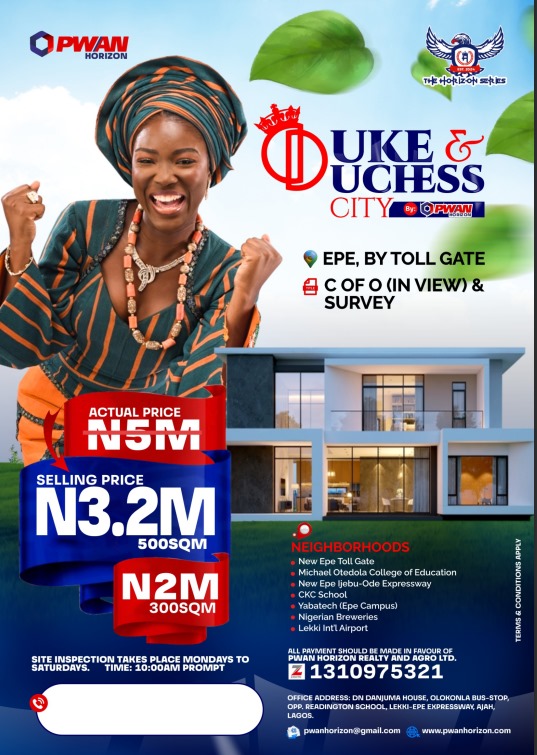 PWAN
HORIZON
EST. 2024
THE HORIZON SERIES
DUKE &
DUCHESS
CITY By: PWAN
HORIZON
EPE, BY TOLL GATE
C OF O (IN VIEW) &
SURVEY
ACTUAL PRICE
N5M
SELLING PRICE
N3.2M
500SQM
N2M
300SQM
NEIGHBORHOODS
New Epe Toll Gate
Michael Otedola College of Education
New Epe Ijebu-Ode Expressway
CKC School
Yabatech (Epe Campus)
Nigerian Breweries
Lekki Int'l Airport
TERMS & CONDITIONS APPLY
SITE INSPECTION TAKES PLACE MONDAYS TO
SATURDAYS. TIME: 10:00AM PROMPT
ALL PAYMENT SHOULD BE MADE IN FAVOUR OF
PWAN HORIZON REALTY AND AGRO LTD.
1310975321
OFFICE ADDRESS: DN DANJUMA HOUSE, OLOKONLA BUS-STOP,
OPP. READINGTON SCHOOL, LEKKI-EPE EXPRESSWAY, AJAH,
LAGOS.
pwanhorizon@gmail.com www.pwanhorizon.com